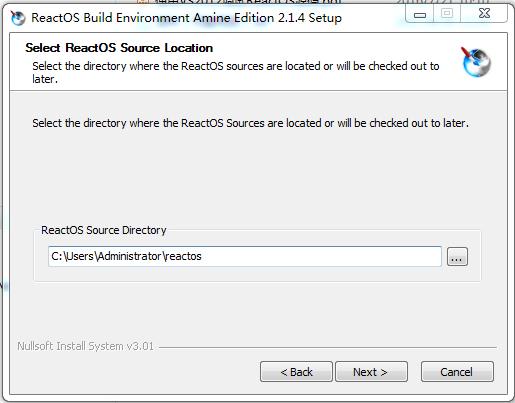 ReactOS Build Environment Amine Edition 2.1.4 Setup
Select ReactOS Source Location
Select the directory where the ReactOS sources are located or will be checked out to
later.
Select the directory where the ReactOS Sources are located or will be checked out to later.
ReactOS Source Directory
C:\Users\Administrator\reactos
...
Nullsoft Install System v3.01
< Back
Next >
Cancel